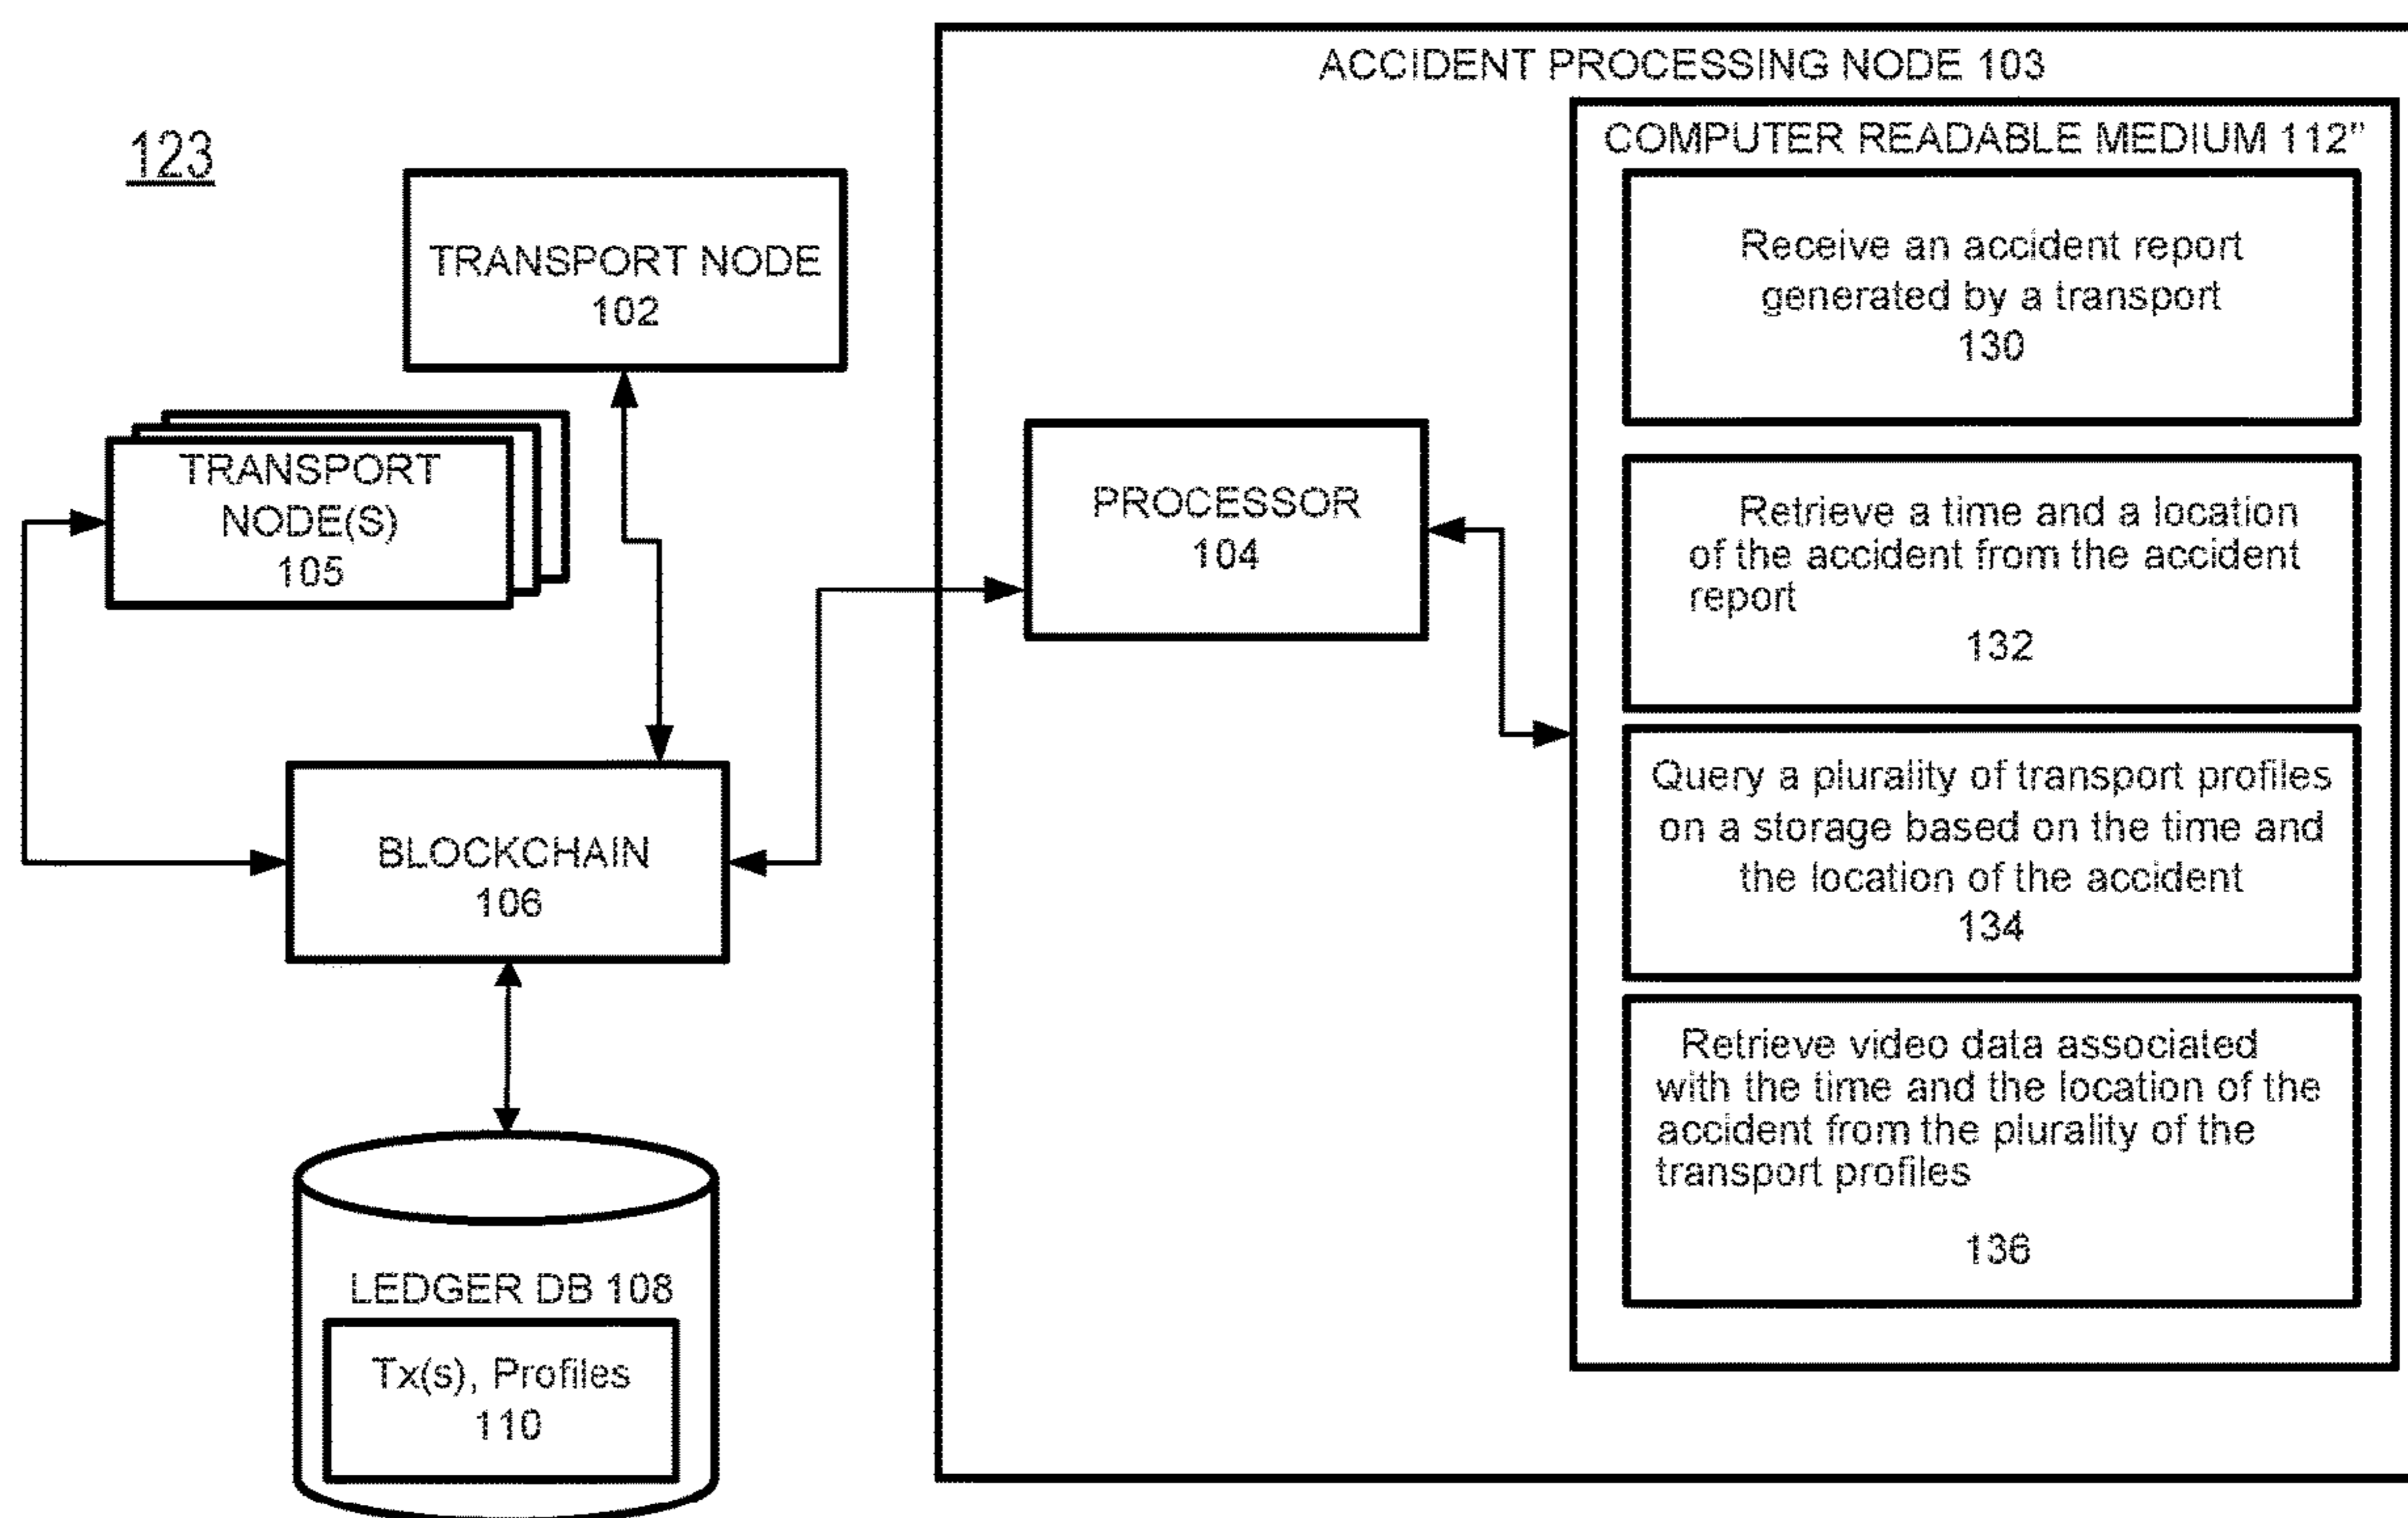 123
TRANSPORT NODE
102
TRANSPORT
NODE(S)
105
BLOCKCHAIN
106
LEDGER DB 108
Tx(s), Profiles
110
ACCIDENT PROCESSING NODE 103
PROCESSOR
104
COMPUTER READABLE MEDIUM 112"
Receive an accident report
generated by a transport
130
Retrieve a time and a location
of the accident from the accident
report
132
Query a plurality of transport profiles
on a storage based on the time and
the location of the accident
134
Retrieve video data associated
with the time and the location of the
accident from the plurality of the
transport profiles
136